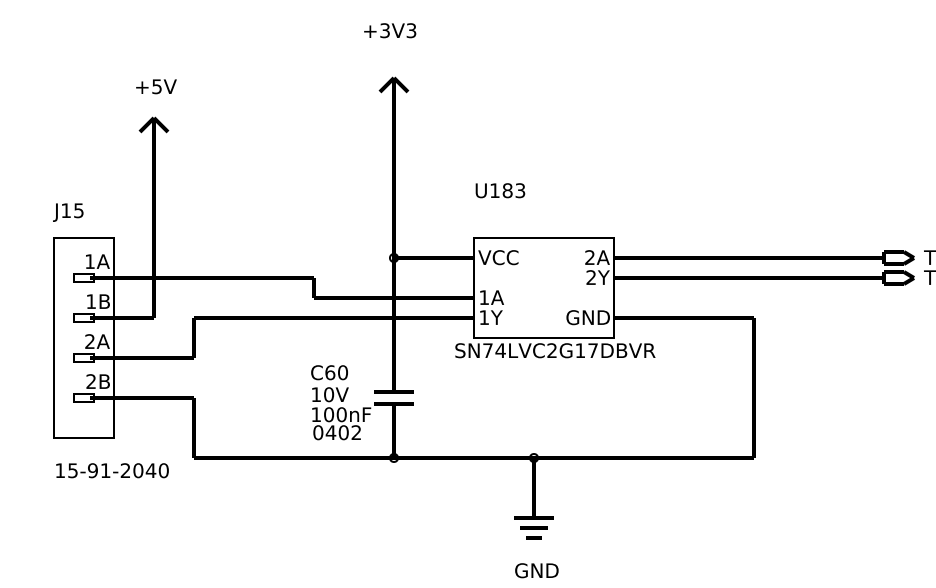 +3V3
+5V
U183
J15
1A
1B
2A
2B
15-91-2040
VCC
1A
1Y
2A
2Y
GND
SN74LVC2G17DBVR
C60
10V
100nF
0402
GND
T
T